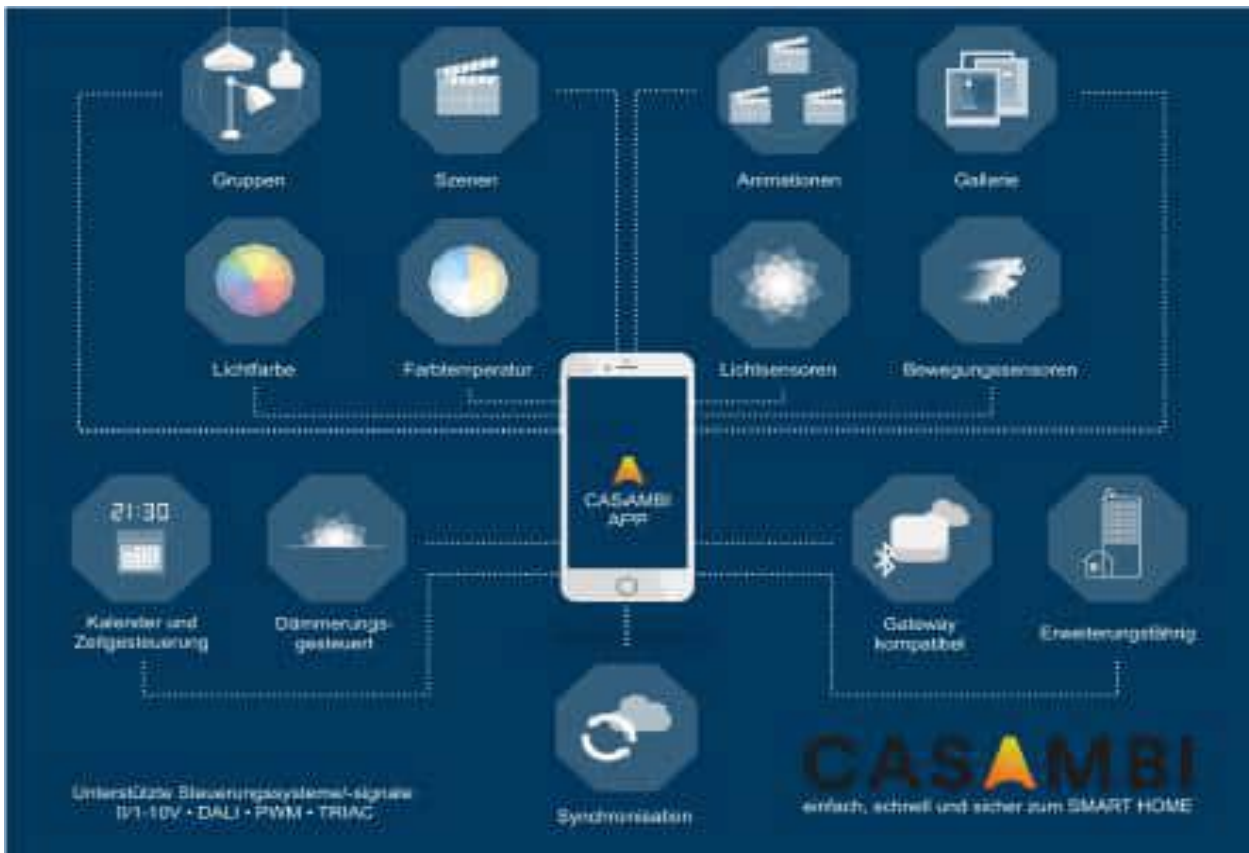 Gruppen
Szenen
Animationen
Gallerie
Lichtfarbe
Farbtemperatur
Lichtsensoren
Bewegungssensoren
CASAMBI
APP
21:30
Kalender und
Zeitgesteuerung
Dämmerungs-
gesteuert
Gateway
kompatibel
Erweiterungsfährig
Synchronisation
Unterstützte Steuerungssysteme/-signale
0/1-10V • DALI • PWM • TRIAC
CASAMBI
einfach, schnell und sicher zum SMART HOME